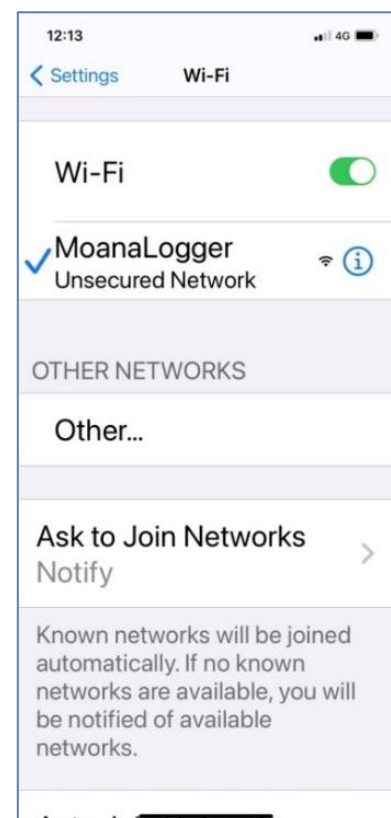 12:13
4G
Settings
Wi-Fi
Wi-Fi
MoanaLogger
Unsecured Network
OTHER NETWORKS
Other...
Ask to Join Networks
Notify
Known networks will be joined
automatically. If no known
networks are available, you will
be notified of available
networks.